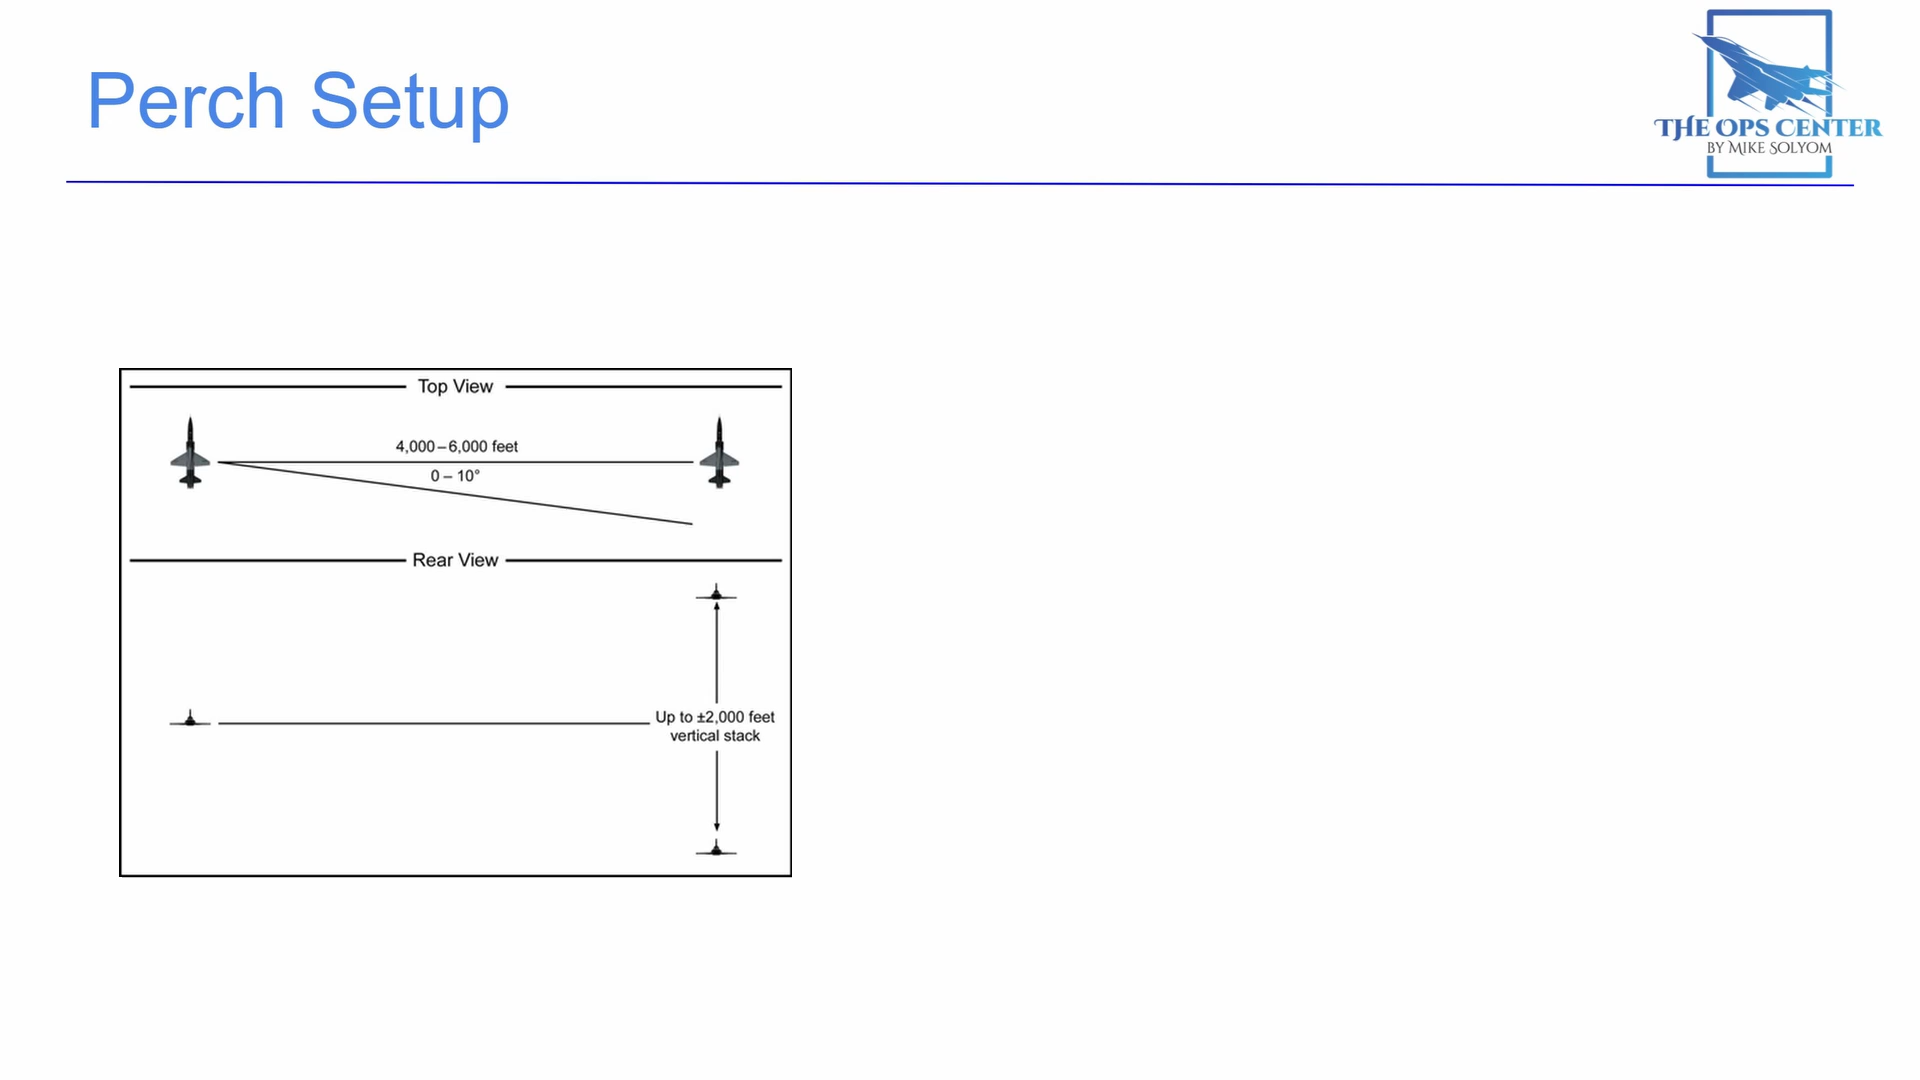 Perch Setup
THE OPS CENTER
BY MIKE SOLYOM
Top View
4,000–6,000 feet
0 – 10°
Rear View
Up to ±2,000 feet
vertical stack